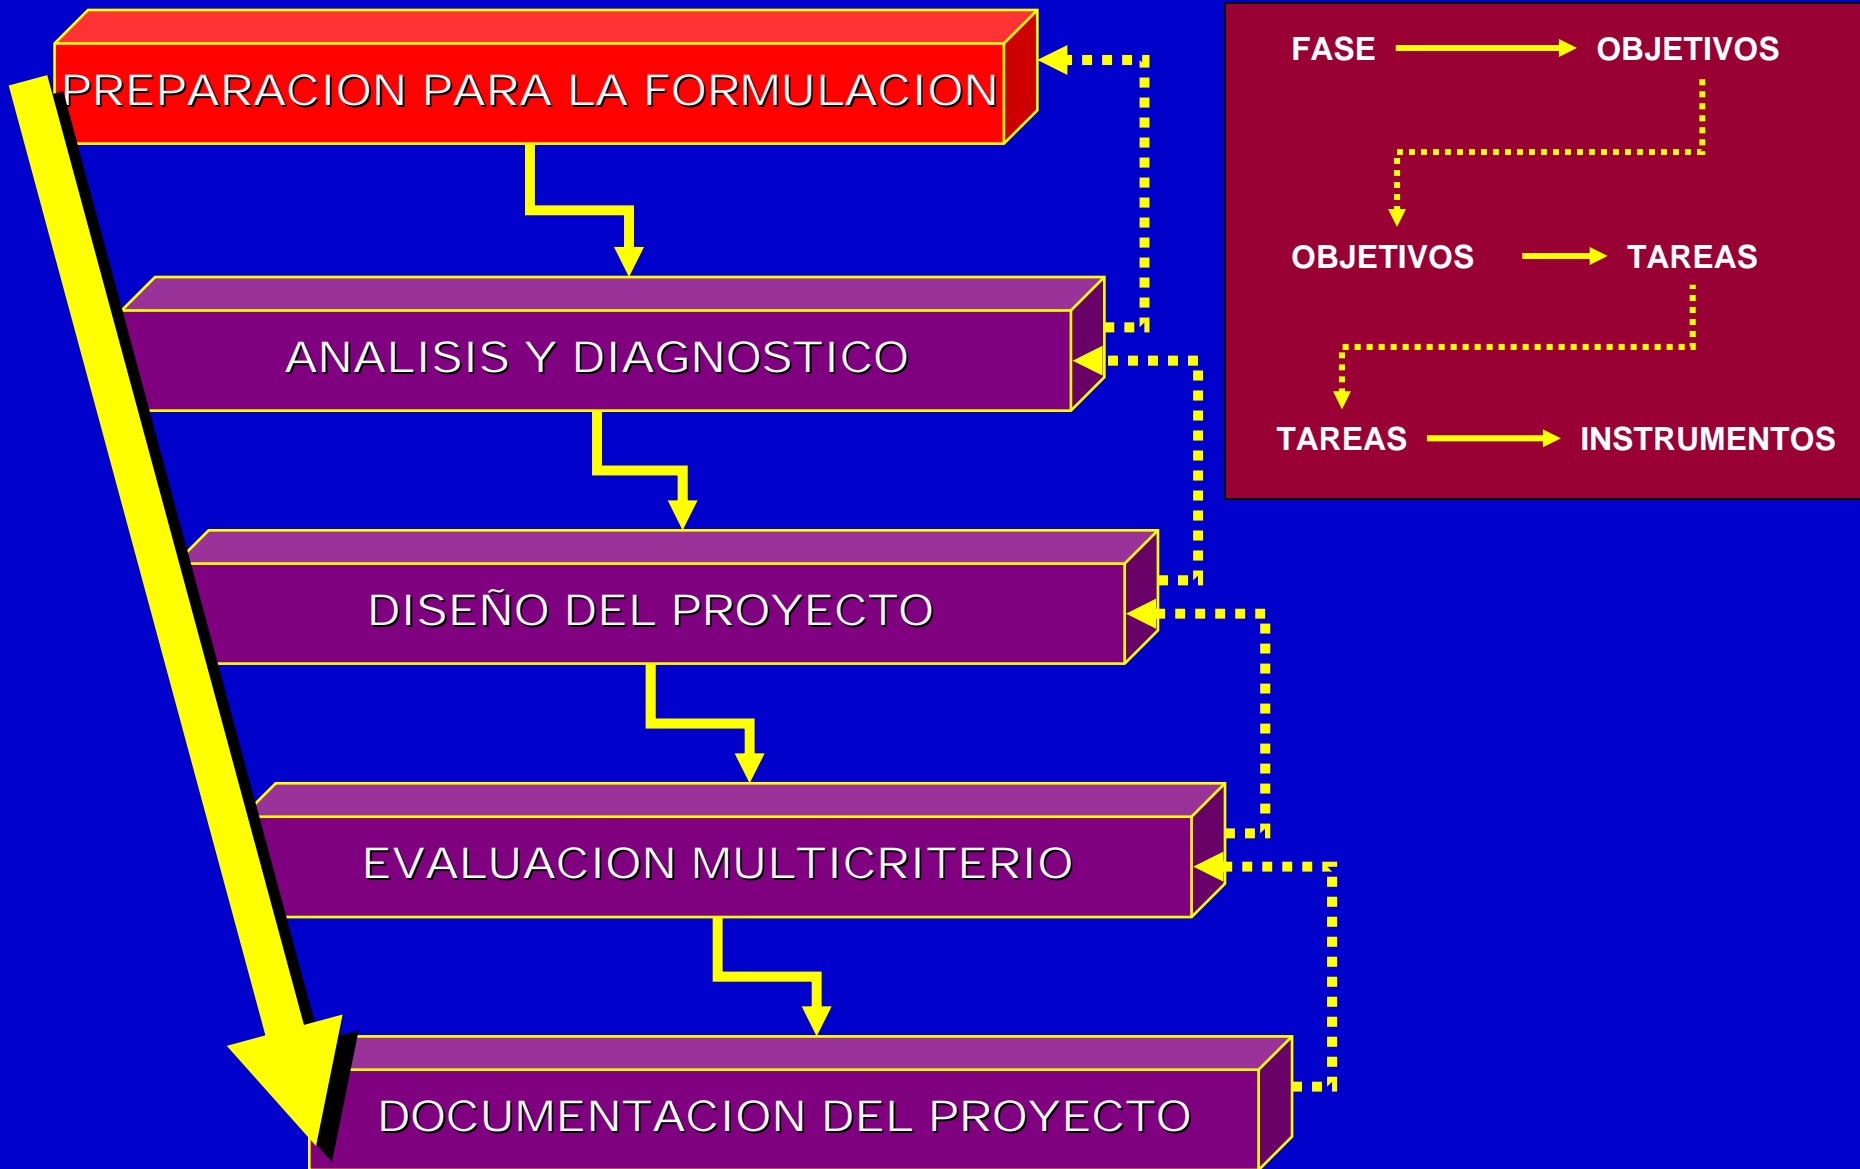 PREPARACION PARA LA FORMULACION
ANALISIS Y DIAGNOSTICO
DISEÑO DEL PROYECTO
EVALUACION MULTICRITERIO
DOCUMENTACION DEL PROYECTO
FASE OBJETIVOS
OBJETIVOS TAREAS
TAREAS INSTRUMENTOS